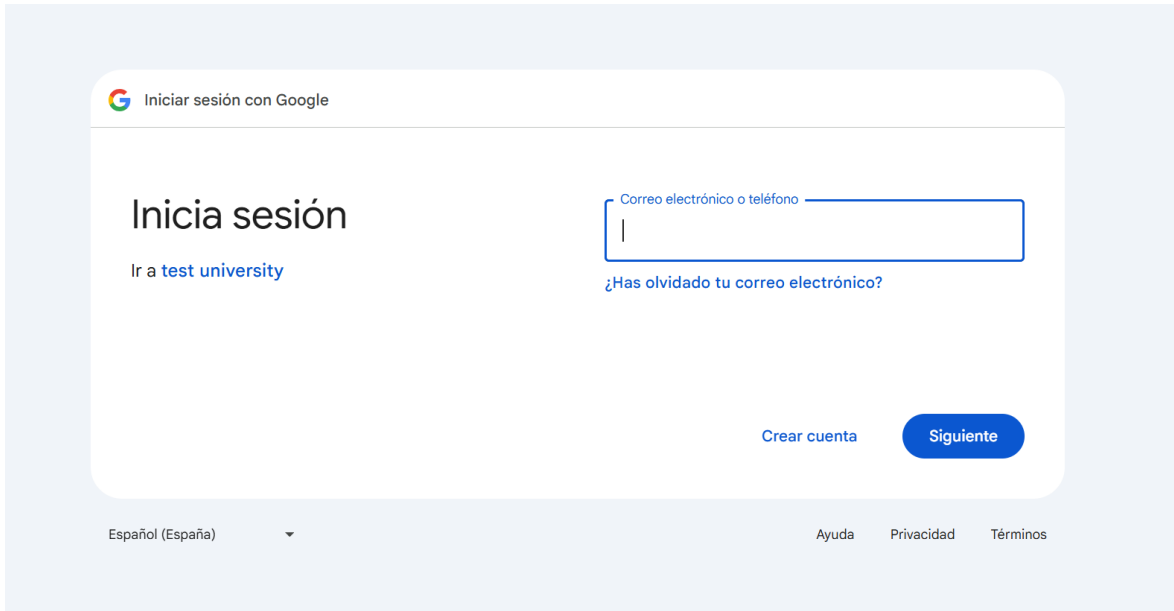 Iniciar sesión con Google
Inicia sesión
Ir a test university
Correo electrónico o teléfono
¿Has olvidado tu correo electrónico?
Crear cuenta
Siguiente
Español (España)
Ayuda
Privacidad
Términos